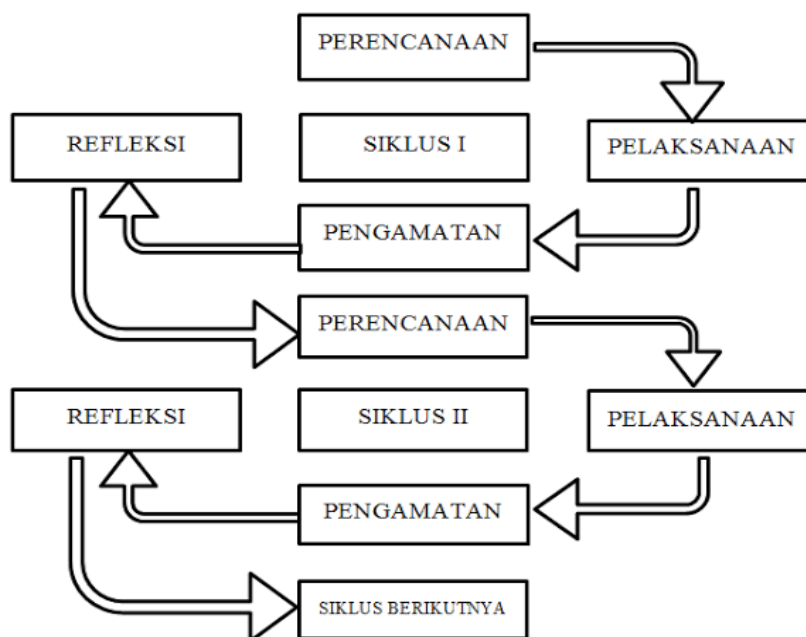 PERENCANAAN
REFLEKSI
SIKLUS I
PELAKSANAAN
PENGAMATAN
PERENCANAAN
REFLEKSI
SIKLUS II
PELAKSANAAN
PENGAMATAN
SIKLUS BERIKUTNYA